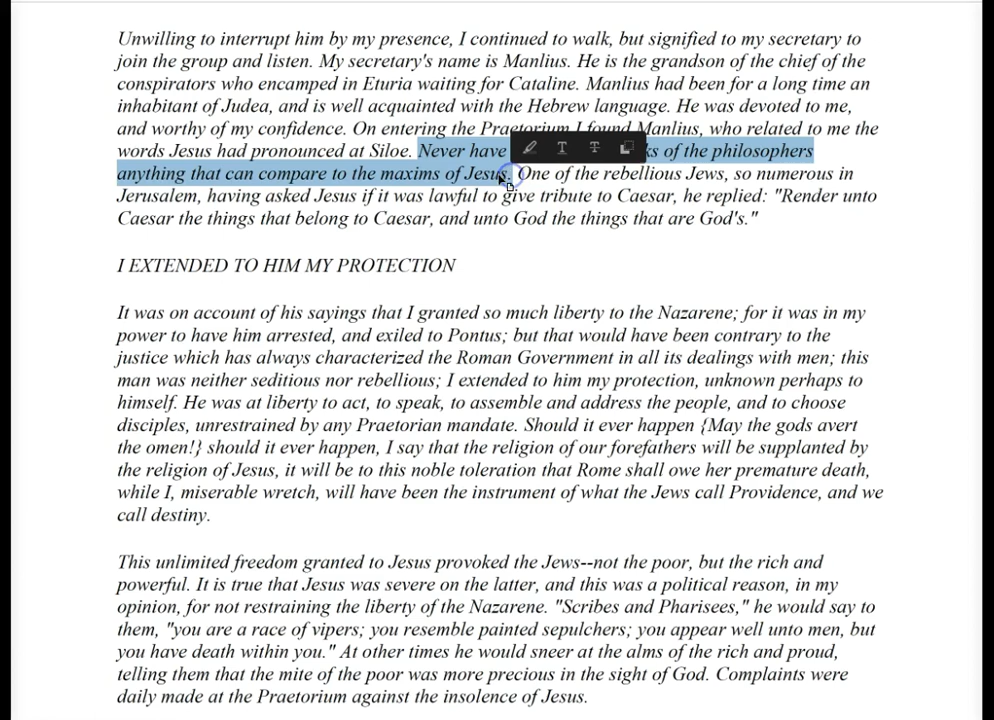 Unwilling to interrupt him by my presence, I continued to walk, but signified to my secretary to
join the group and listen. My secretary's name is Manlius. He is the grandson of the chief of the
conspirators who encamped in Eturia waiting for Cataline. Manlius had been for a long time an
inhabitant of Judea, and is well acquainted with the Hebrew language. He was devoted to me,
and worthy of my confidence. On entering the Praetorium I found Manlius, who related to me the
words Jesus had pronounced at Siloe. Never have ks of the philosophers
anything that can compare to the maxims of Jesus. One of the rebellious Jews, so numerous in
Jerusalem, having asked Jesus if it was lawful to give tribute to Caesar, he replied: "Render unto
Caesar the things that belong to Caesar, and unto God the things that are God's."
I EXTENDED TO HIM MY PROTECTION
It was on account of his sayings that I granted so much liberty to the Nazarene; for it was in my
power to have him arrested, and exiled to Pontus; but that would have been contrary to the
justice which has always characterized the Roman Government in all its dealings with men; this
man was neither seditious nor rebellious; I extended to him my protection, unknown perhaps to
himself. He was at liberty to act, to speak, to assemble and address the people, and to choose
disciples, unrestrained by any Praetorian mandate. Should it ever happen {May the gods avert
the omen!} should it ever happen, I say that the religion of our forefathers will be supplanted by
the religion of Jesus, it will be to this noble toleration that Rome shall owe her premature death,
while I, miserable wretch, will have been the instrument of what the Jews call Providence, and we
call destiny.
This unlimited freedom granted to Jesus provoked the Jews--not the poor, but the rich and
powerful. It is true that Jesus was severe on the latter, and this was a political reason, in my
opinion, for not restraining the liberty of the Nazarene. "Scribes and Pharisees," he would say to
them, "you are a race of vipers; you resemble painted sepulchers; you appear well unto men, but
you have death within you." At other times he would sneer at the alms of the rich and proud,
telling them that the mite of the poor was more precious in the sight of God. Complaints were
daily made at the Praetorium against the insolence of Jesus.